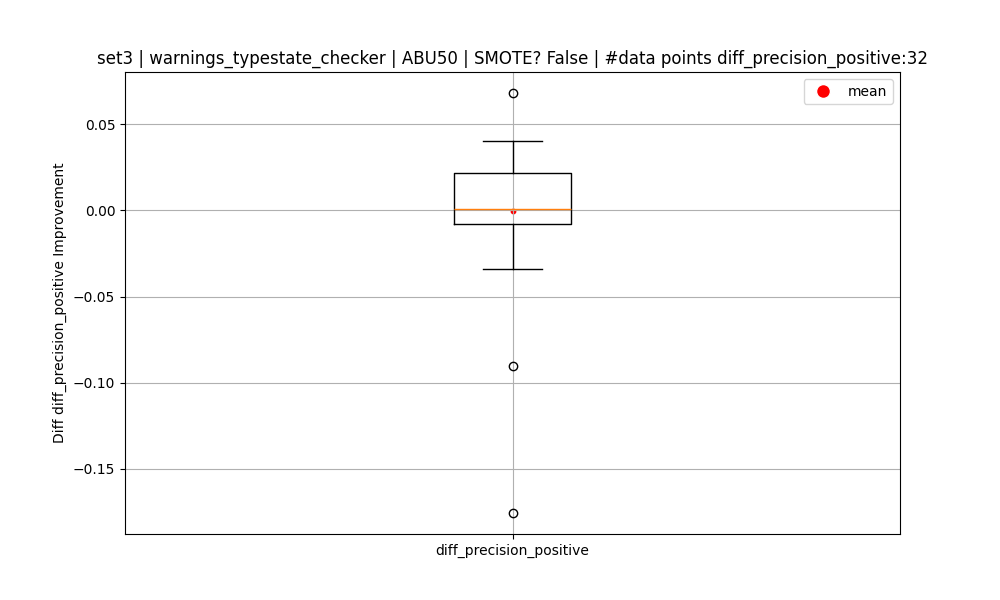 set3 | warnings_typestate_checker | ABU50 | SMOTE? False | #data points diff_precision_positive:32
mean
0.05
0.00
−0.05
−0.10
−0.15
Diff diff_precision_positive Improvement
diff_precision_positive